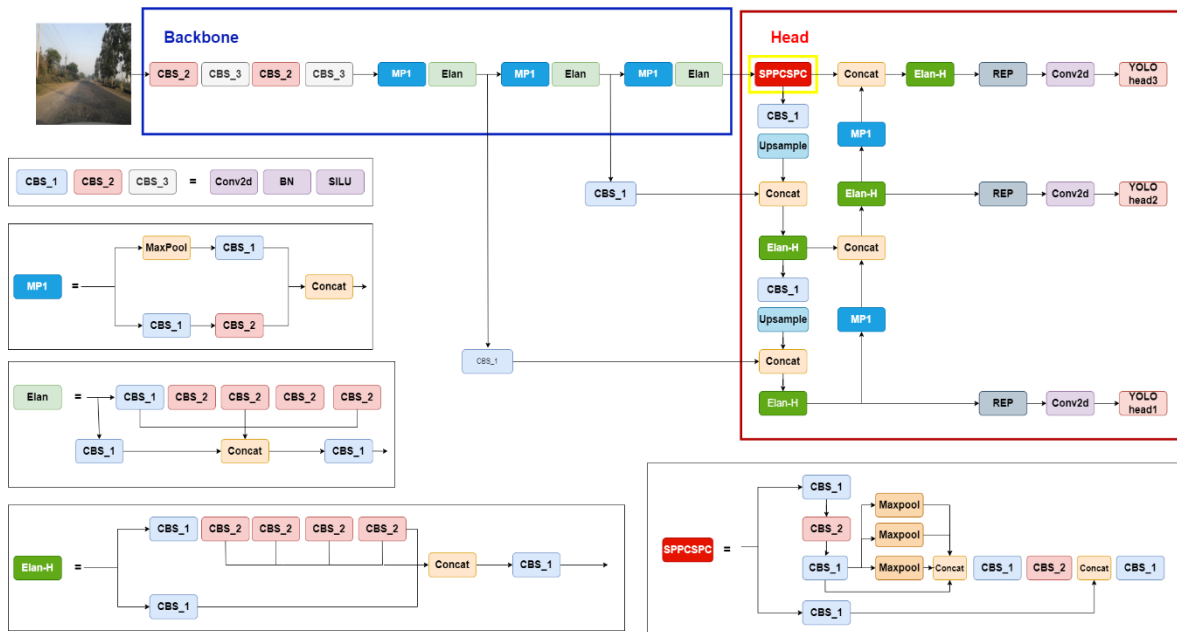 Backbone
CBS_2 CBS_3 CBS_2 CBS_3 MP1 Elan MP1 Elan MP1 Elan
Head
SPPCSPC Concat Elan-H REP Conv2d YOLO head3
CBS_1
Upsample MP1
CBS_1 Concat Elan-H REP Conv2d YOLO head2
Elan-H Concat
CBS_1
Upsample MP1
CBS_1 Concat
Elan-H REP Conv2d YOLO head1
CBS_1 CBS_2 CBS_3 = Conv2d BN SILU
MaxPool CBS_1
MP1 = Concat
CBS_1 CBS_2
Elan = CBS_1 CBS_2 CBS_2 CBS_2 CBS_2
CBS_1 Concat CBS_1
CBS_1 CBS_2 CBS_2 CBS_2 CBS_2
Elan-H = Concat CBS_1
CBS_1
CBS_1
Maxpool
CBS_2
Maxpool
SPPCSPC =
CBS_1 Maxpool Concat CBS_1 CBS_2 Concat CBS_1
CBS_1